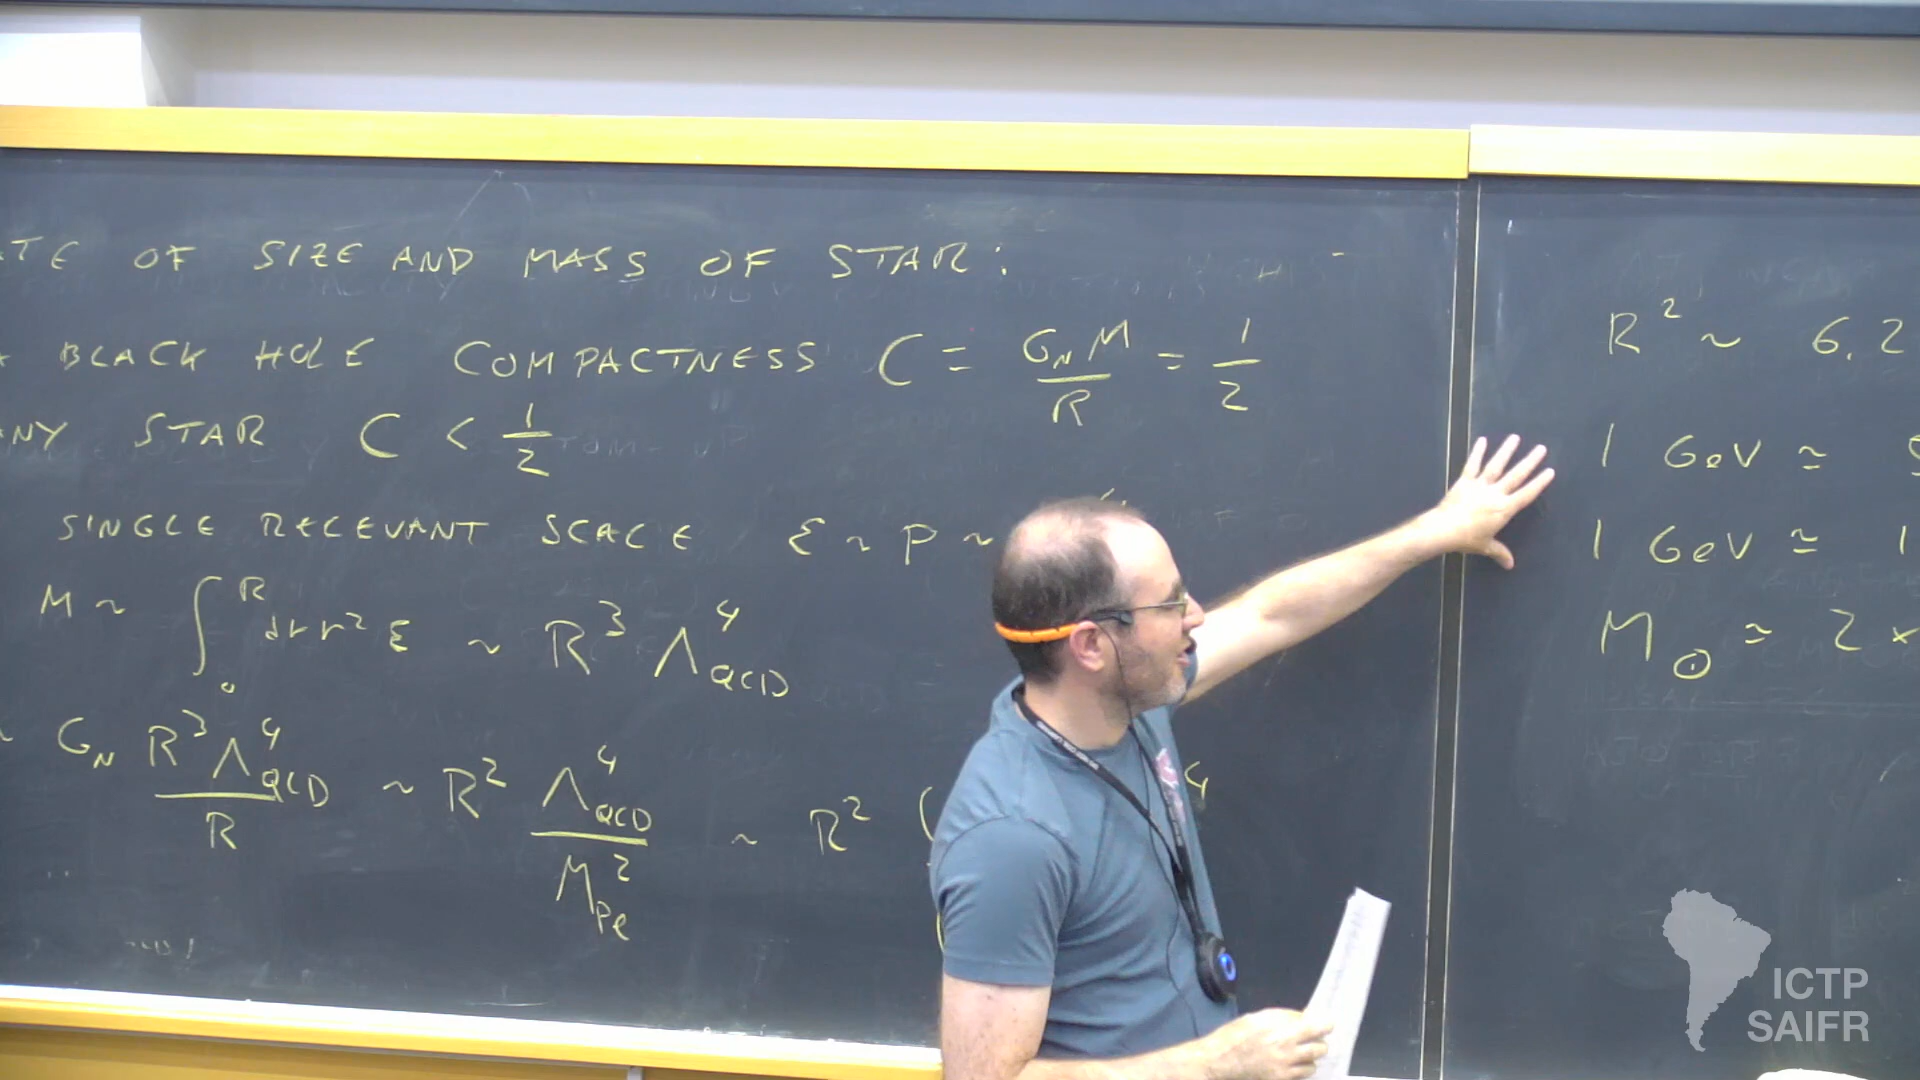 OF SIZE AND MASS OF STAR:
BLACK HOLE COMPACTNESS C = G_N M / R = 1/2
STAR C < 1/2
SINGLE RELEVANT SCALE ε ~ P ~
M ~ ∫_0^R dr r² ε ~ R³ Λ⁴_QCD
G_N R³ Λ⁴_QCD / R ~ R² Λ⁴_QCD / M²_Pl ~ R² (
R² ~ 6.2
1 GeV ≃
1 GeV ≃ 1
M_⊙ ≃ 2 ×
ICTP
SAIFR